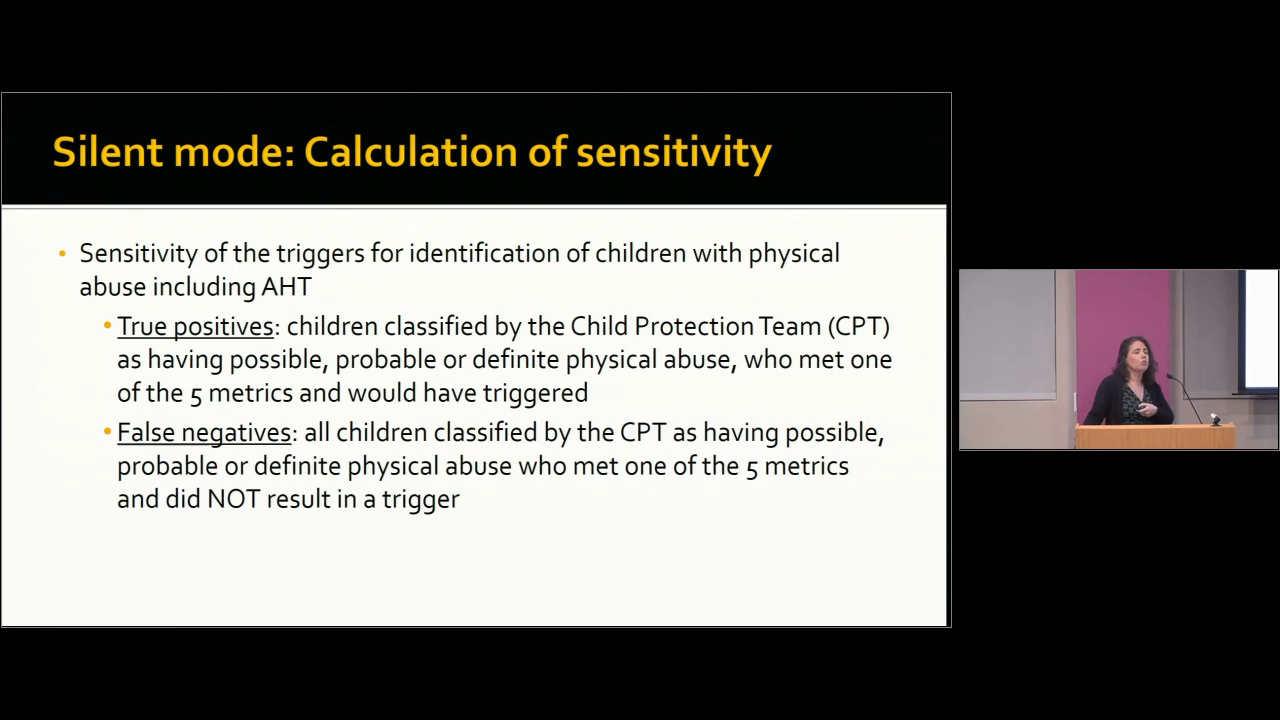 Silent mode: Calculation of sensitivity
• Sensitivity of the triggers for identification of children with physical
abuse including AHT
• True positives: children classified by the Child Protection Team (CPT)
as having possible, probable or definite physical abuse, who met one
of the 5 metrics and would have triggered
• False negatives: all children classified by the CPT as having possible,
probable or definite physical abuse who met one of the 5 metrics
and did NOT result in a trigger